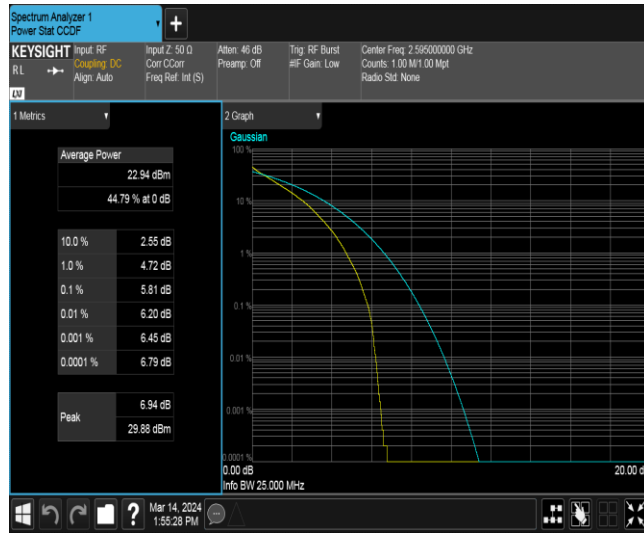 Spectrum Analyzer 1
Power Stat CCDF
+
KEYSIGHT
RL
LXI
Input: RF
Coupling: DC
Align: Auto
Input Z: 50 Ω
Corr CCorr
Freq Ref: Int (S)
Atten: 46 dB
Preamp: Off
Trig: RF Burst
#IF Gain: Low
Center Freq: 2.595000000 GHz
Counts: 1.00 M/1.00 Mpt
Radio Std: None
1 Metrics
Average Power
22.94 dBm
44.79 % at 0 dB
10.0 % 2.55 dB
1.0 % 4.72 dB
0.1 % 5.81 dB
0.01 % 6.20 dB
0.001 % 6.45 dB
0.0001 % 6.79 dB
Peak 6.94 dB
29.88 dBm
2 Graph
Gaussian
100 %
10 %
1 %
0.1 %
0.01 %
0.001 %
0.0001 %
0.00 dB 20.00 d
Info BW 25.000 MHz
? Mar 14, 2024
1:55:28 PM